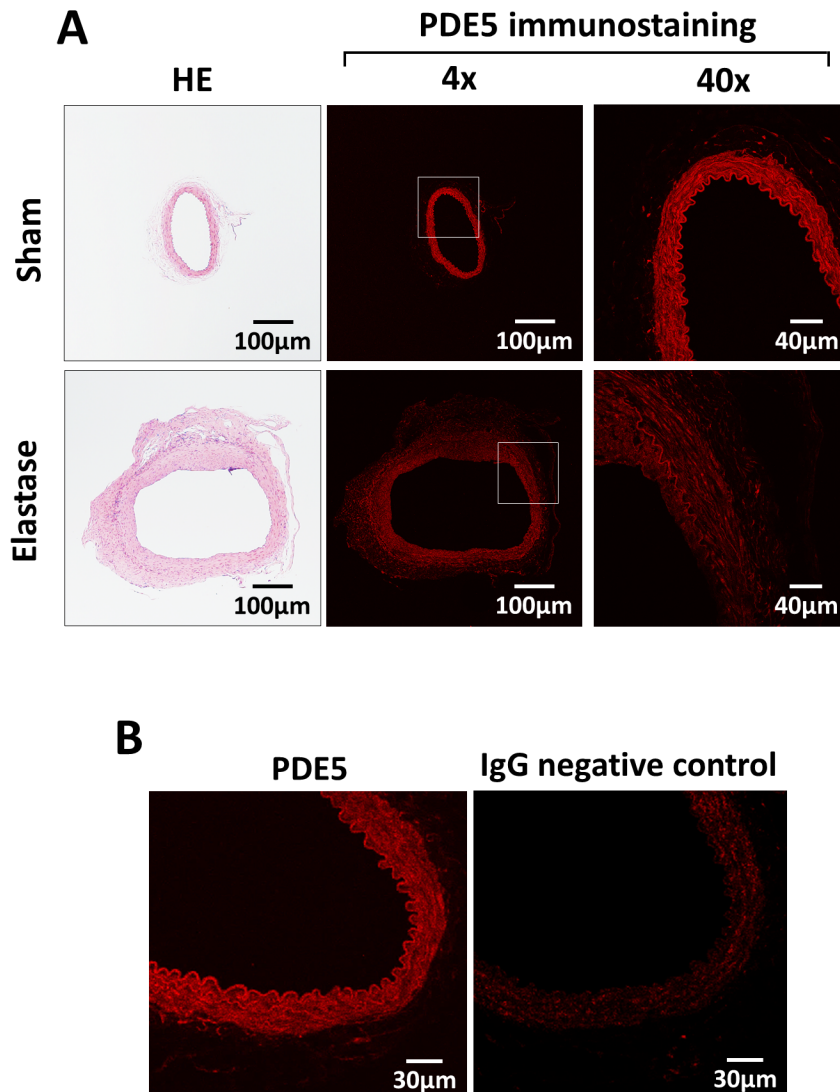 A
PDE5 immunostaining
HE
4x
40x
Sham
100µm
100µm
40µm
Elastase
100µm
100µm
40µm
B
PDE5
IgG negative control
30µm
30µm